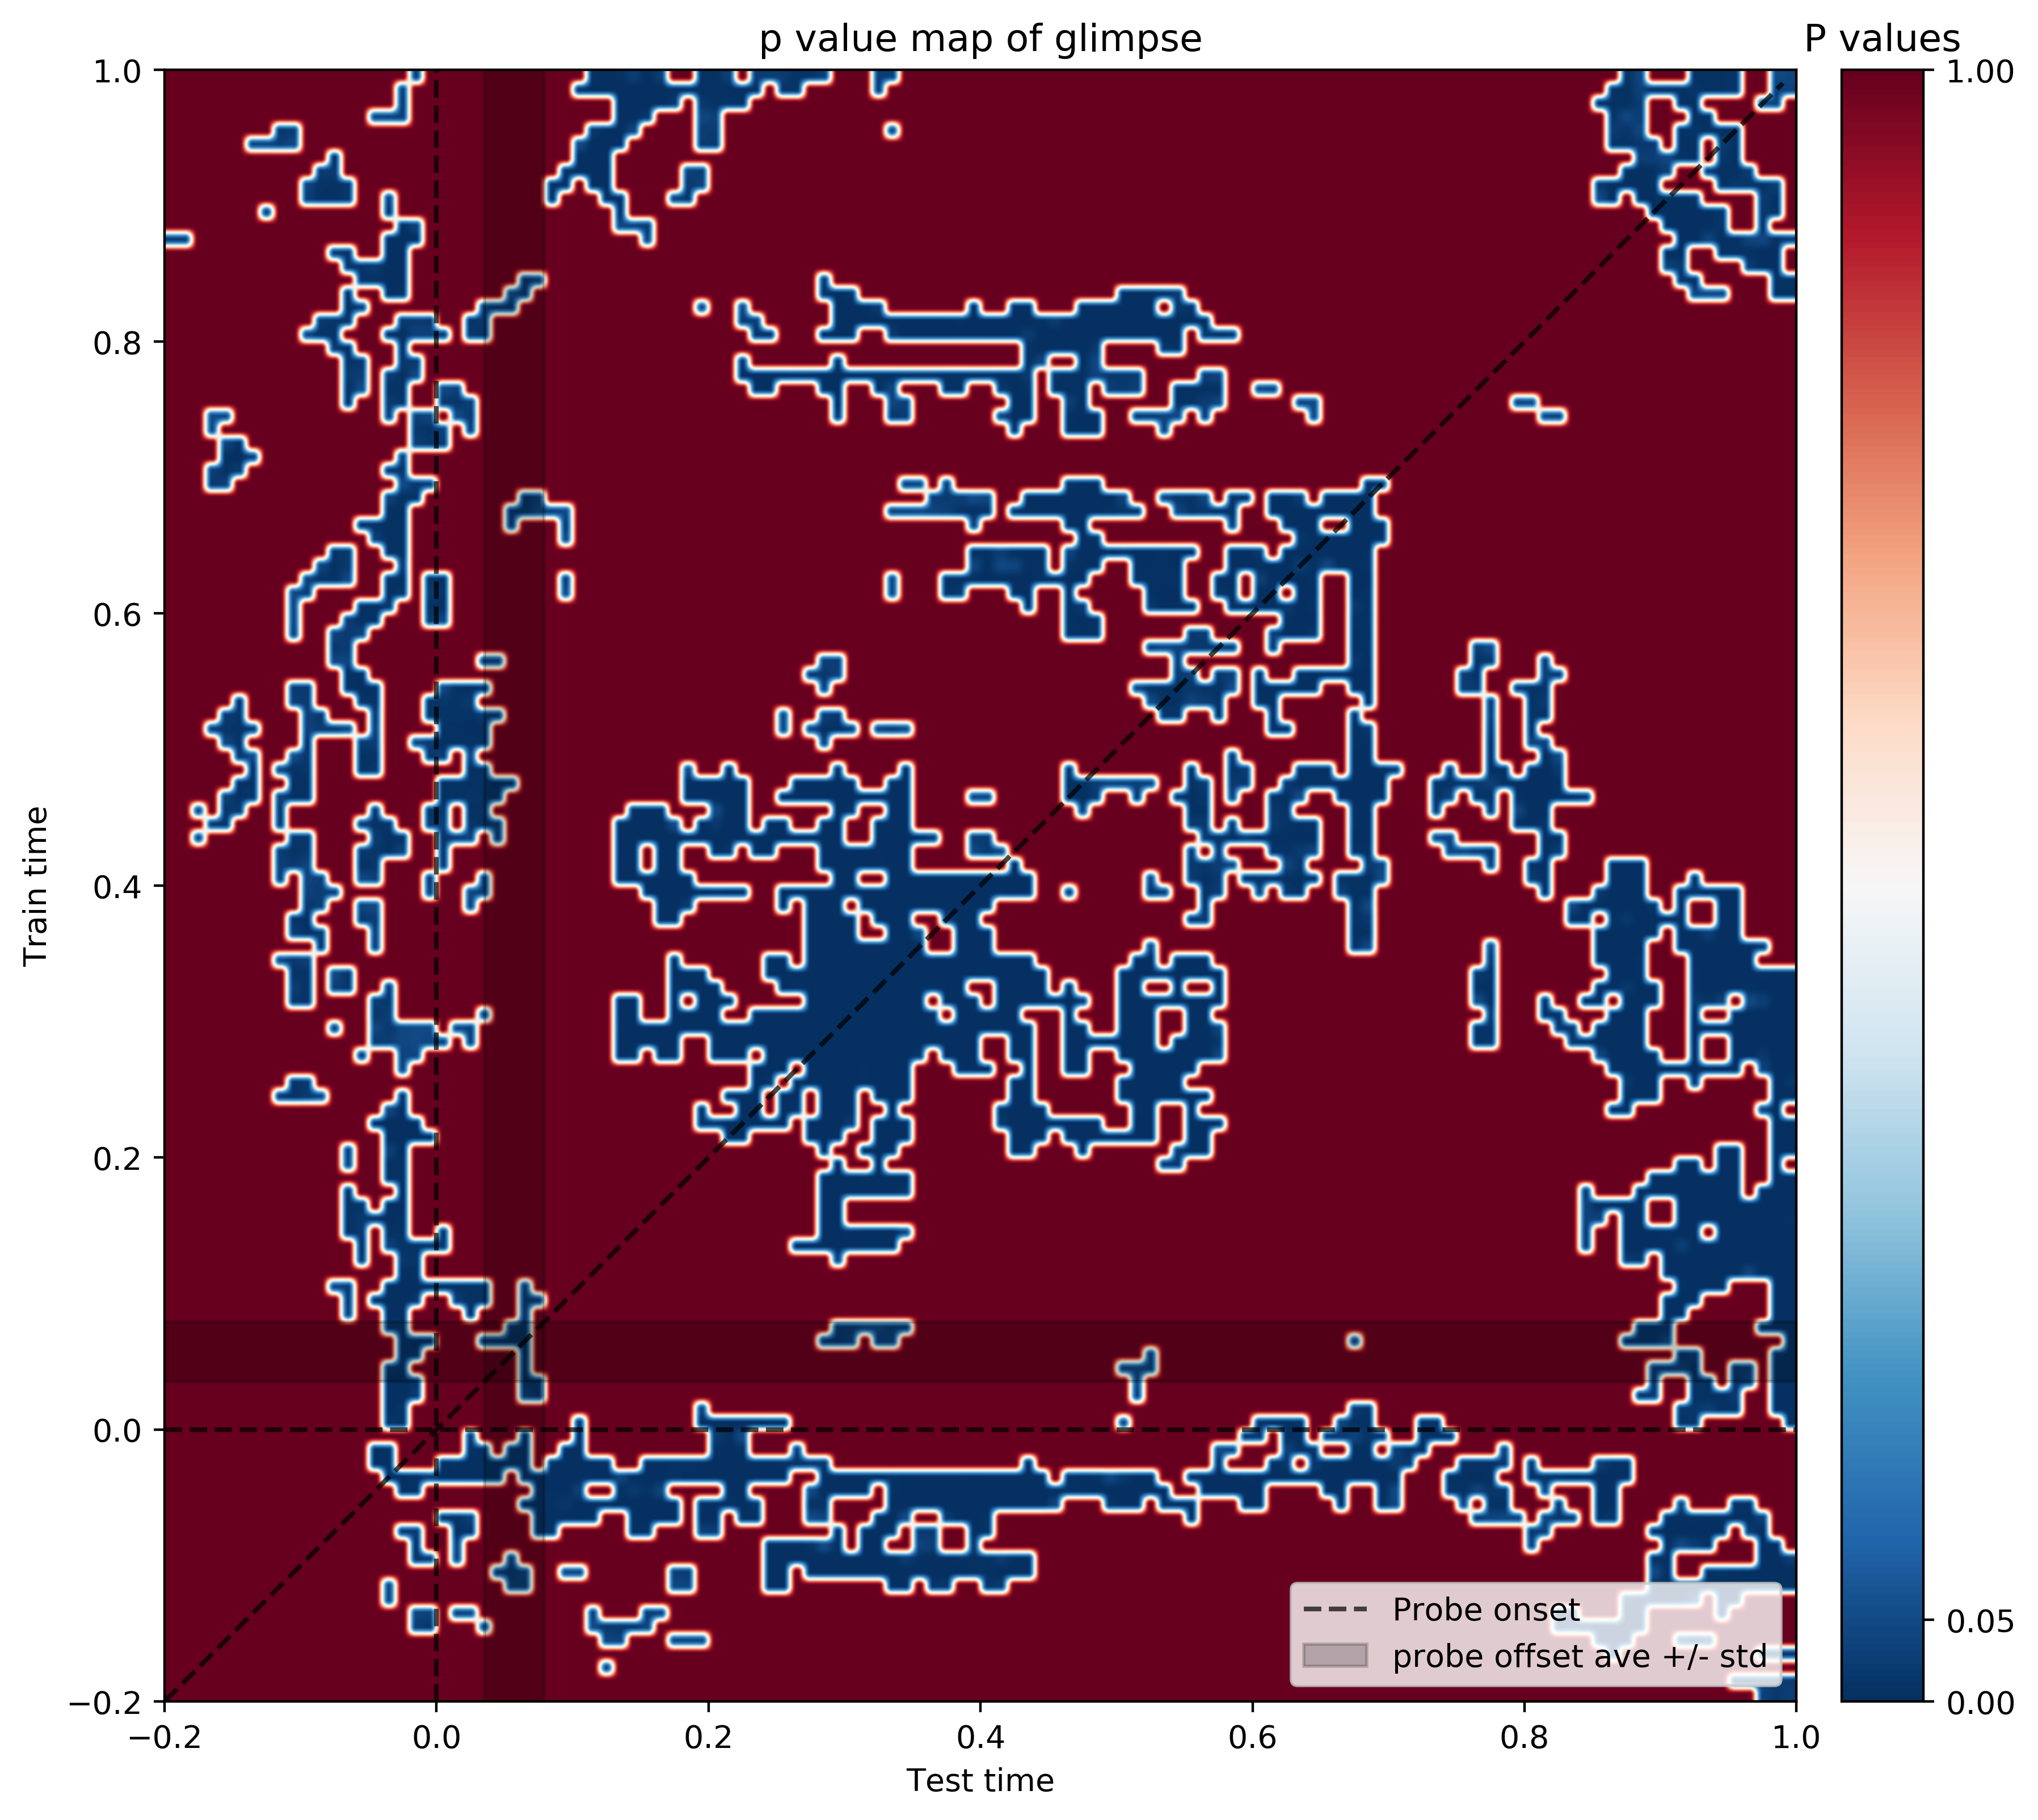 p value map of glimpse
P values
1.0
0.8
0.6
0.4
0.2
0.0
−0.2
Train time
−0.2
0.0
0.2
0.4
0.6
0.8
1.0
Test time
Probe onset
probe offset ave +/- std
1.00
0.05
0.00